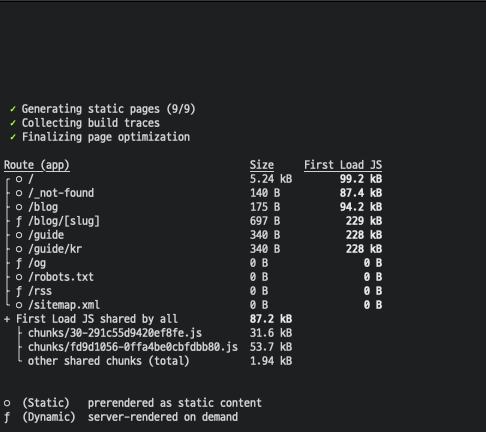 ✓ Generating static pages (9/9)
✓ Collecting build traces
✓ Finalizing page optimization
Route (app) Size First Load JS
┌ ○ / 5.24 kB 99.2 kB
├ ○ /_not-found 140 B 87.4 kB
├ ○ /blog 175 B 94.2 kB
├ ƒ /blog/[slug] 697 B 229 kB
├ ○ /guide 340 B 228 kB
├ ○ /guide/kr 340 B 228 kB
├ ƒ /og 0 B 0 B
├ ○ /robots.txt 0 B 0 B
├ ƒ /rss 0 B 0 B
└ ○ /sitemap.xml 0 B 0 B
+ First Load JS shared by all 87.2 kB
├ chunks/30-291c55d9420ef8fe.js 31.6 kB
├ chunks/fd9d1056-0ffa4be0cbfdbb80.js 53.7 kB
└ other shared chunks (total) 1.94 kB
○ (Static) prerendered as static content
ƒ (Dynamic) server-rendered on demand